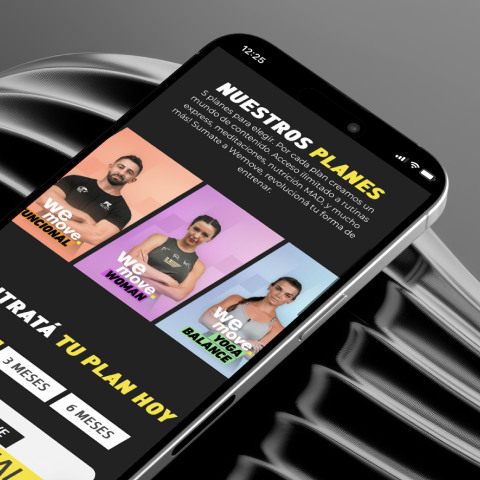 12:25
NUESTROS PLANES
5 planes para elegir. Por cada plan creamos un
mundo de contenido. Acceso ilimitado a rutinas
express, meditaciones, nutrición MAD, y mucho
más! Sumate a Wemove, revolucioná tu forma de
entrenar.
we
move.
FUNCIONAL
we
move.
WOMAN
we
move.
YOGA
BALANCE
TU PLAN HOY
3 MESES
6 MESES